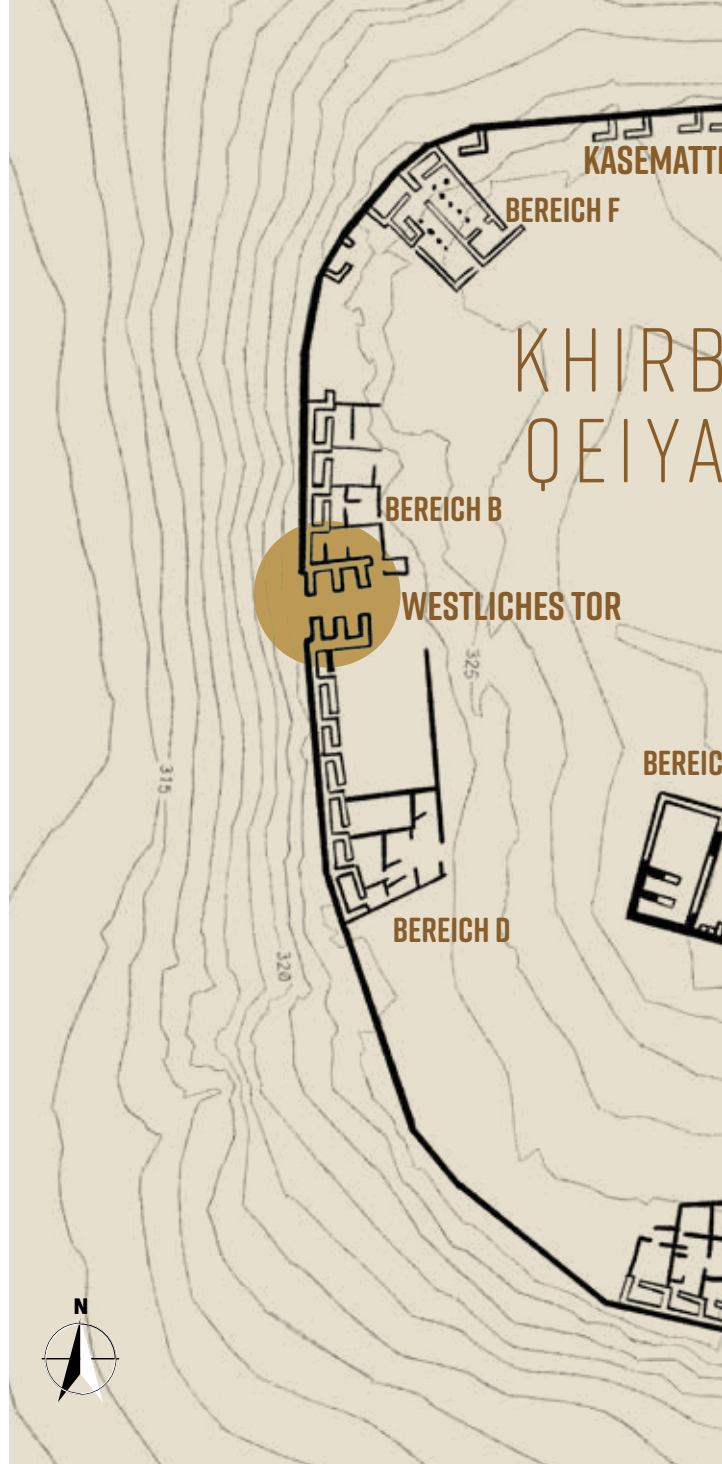 KASEMATTE
BEREICH F
KHIRB
QEIYA
BEREICH B
WESTLICHES TOR
325
BEREIC
315
BEREICH D
320
N